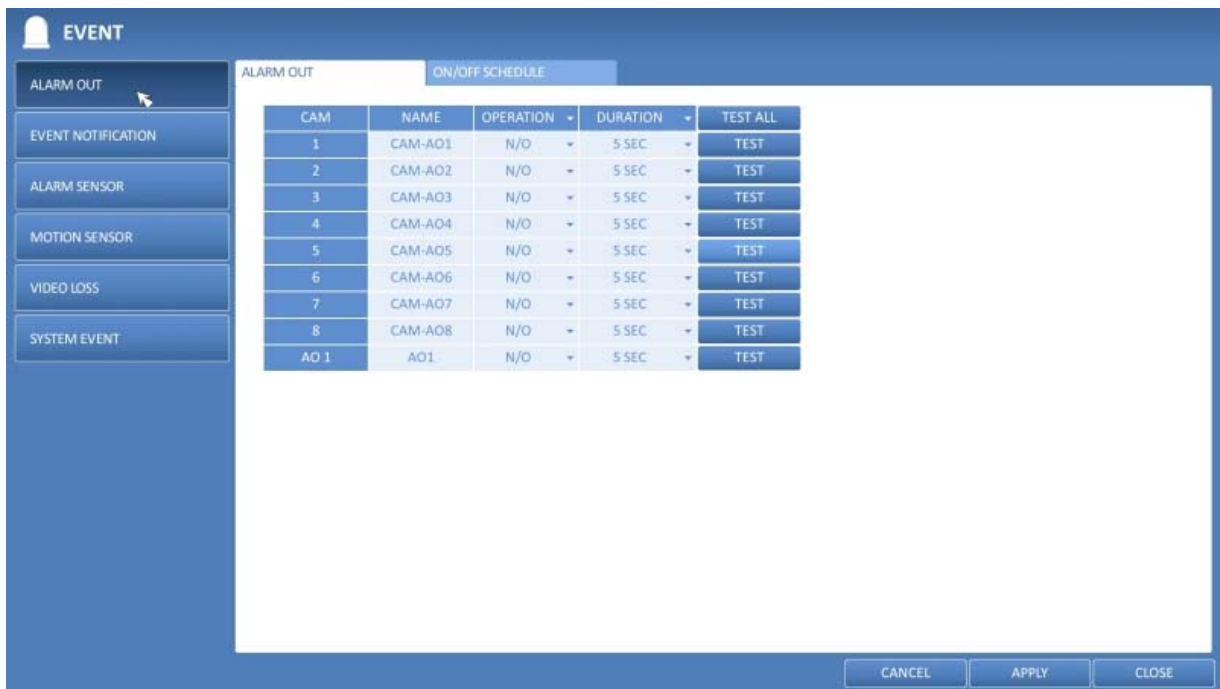 EVENT
ALARM OUT
EVENT NOTIFICATION
ALARM SENSOR
MOTION SENSOR
VIDEO LOSS
SYSTEM EVENT
ALARM OUT ON/OFF SCHEDULE
CAM NAME OPERATION DURATION TEST ALL
1 CAM-AO1 N/O 5 SEC TEST
2 CAM-AO2 N/O 5 SEC TEST
3 CAM-AO3 N/O 5 SEC TEST
4 CAM-AO4 N/O 5 SEC TEST
5 CAM-AO5 N/O 5 SEC TEST
6 CAM-AO6 N/O 5 SEC TEST
7 CAM-AO7 N/O 5 SEC TEST
8 CAM-AO8 N/O 5 SEC TEST
AO 1 AO1 N/O 5 SEC TEST
CANCEL APPLY CLOSE